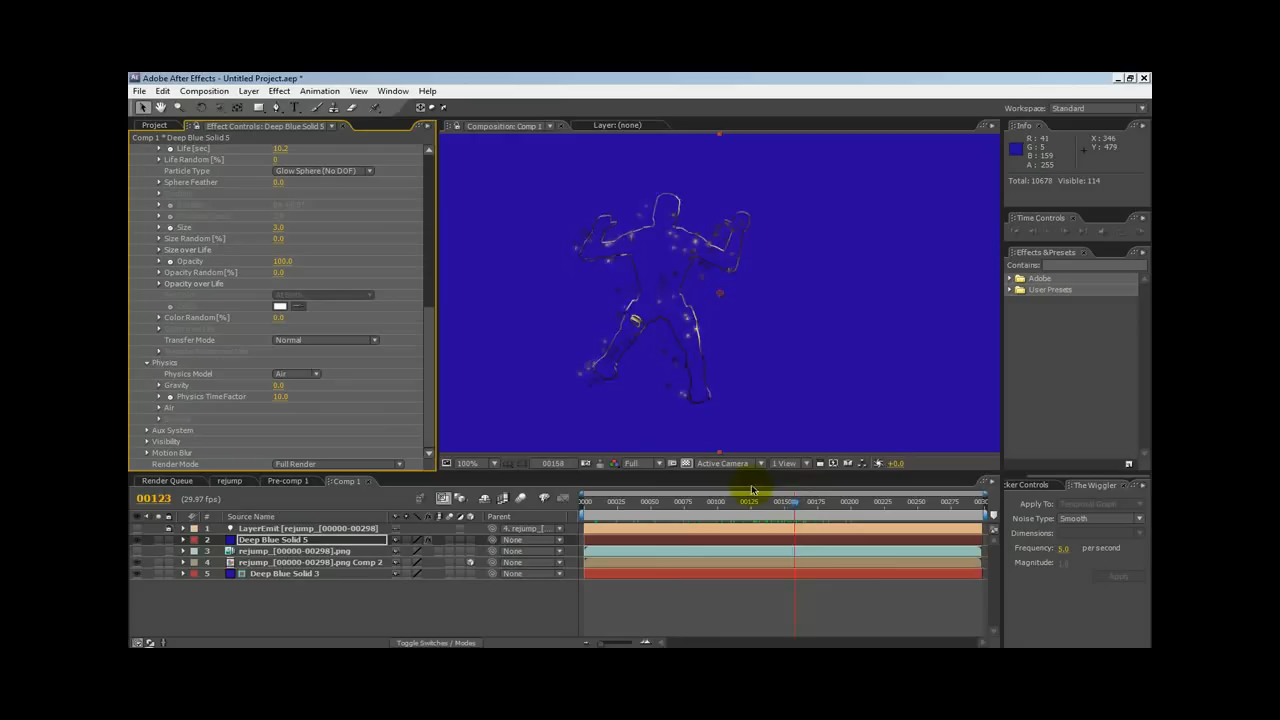 Adobe After Effects - Untitled Project.aep *
File Edit Composition Layer Effect Animation View Window Help
Workspace: Standard
Project Effect Controls: Deep Blue Solid 5
Composition: Comp 1 Layer: (none)
Info
Comp 1 * Deep Blue Solid 5
R: 41
G: 5
B: 159
A: 255
X: 346
Y: 479
Total: 10678 Visible: 114
Life [sec] 10.2
Life Random [%] 0
Particle Type Glow Sphere (No DOF)
Sphere Feather 0.0
Size 3.0
Size Random [%] 0.0
Size over Life
Opacity 100.0
Opacity Random [%] 0.0
Opacity over Life
Color Random [%] 0.0
Transfer Mode Normal
Physics
Physics Model Air
Gravity 0.0
Physics Time Factor 10.0
Air
Aux System
Visibility
Motion Blur
Render Mode Full Render
Time Controls
Effects & Presets
Contains:
Adobe
User Presets
100% 00158 Full Active Camera 1 View +0.0
Render Queue rejump Pre-comp 1 Comp 1
00123 (29.97 fps)
00025 00050 00075 00100 00125 00150 00175 00200 00225 00250 00275
# Source Name Parent
1 LayerEmit [rejump_[00000-00298] 4. rejump_[...
2 Deep Blue Solid 5 None
3 rejump_[00000-00298].png None
4 rejump_[00000-00298].png Comp 2 None
5 Deep Blue Solid 3 None
Toggle Switches / Modes
cker Controls The Wiggler
Apply To: Temporal Graph
Noise Type: Smooth
Dimensions:
Frequency: 5.0 per second
Magnitude:
Apply